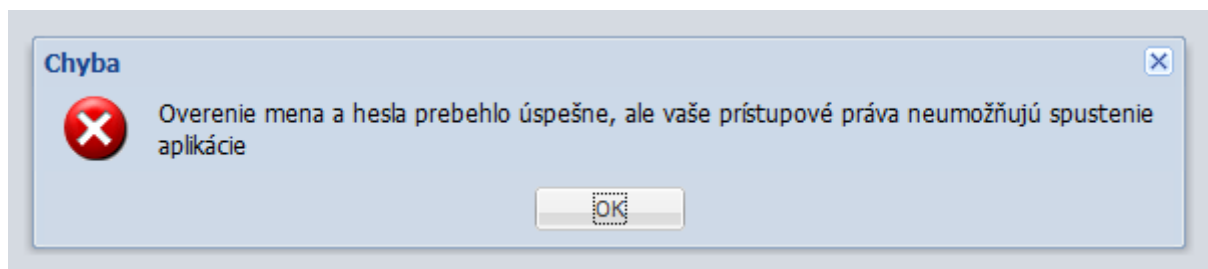 Chyba
Overenie mena a hesla prebehlo úspešne, ale vaše prístupové práva neumožňujú spustenie
aplikácie
OK